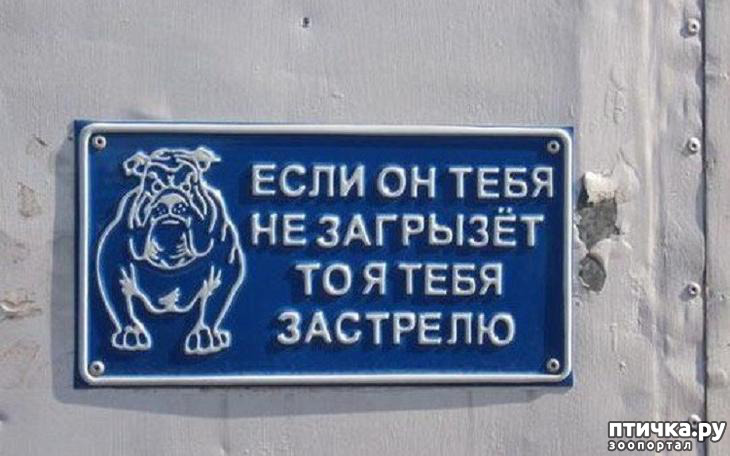 ЕСЛИ ОН ТЕБЯ
НЕ ЗАГРЫЗЁТ
ТО Я ТЕБЯ
ЗАСТРЕЛЮ
птичка.ру
зоопортал